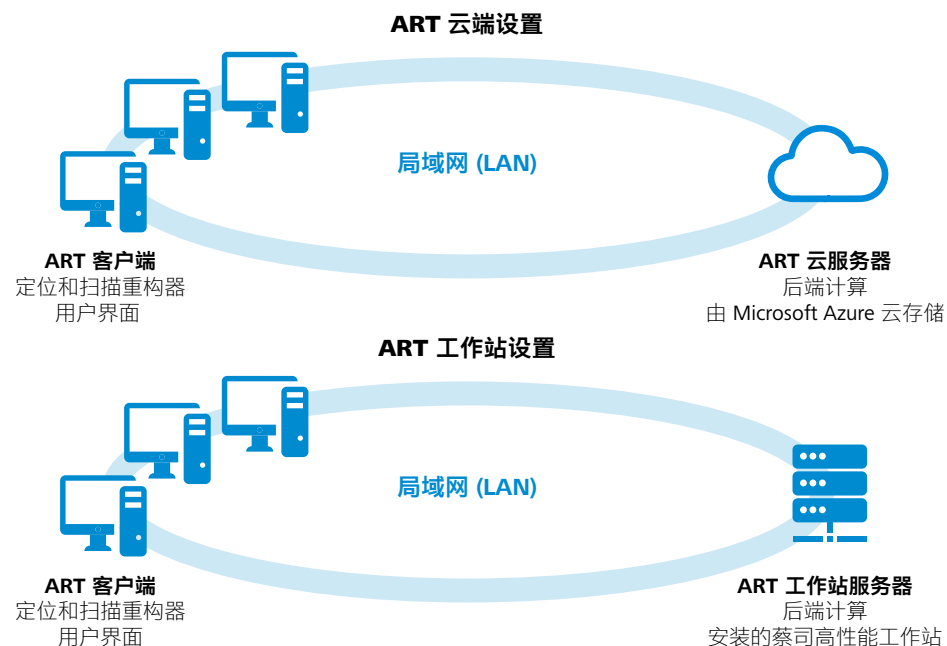 ART 云端设置
局域网 (LAN)
ART 客户端
定位和扫描重构器
用户界面
ART 云服务器
后端计算
由 Microsoft Azure 云存储
ART 工作站设置
局域网 (LAN)
ART 客户端
定位和扫描重构器
用户界面
ART 工作站服务器
后端计算
安装的蔡司高性能工作站